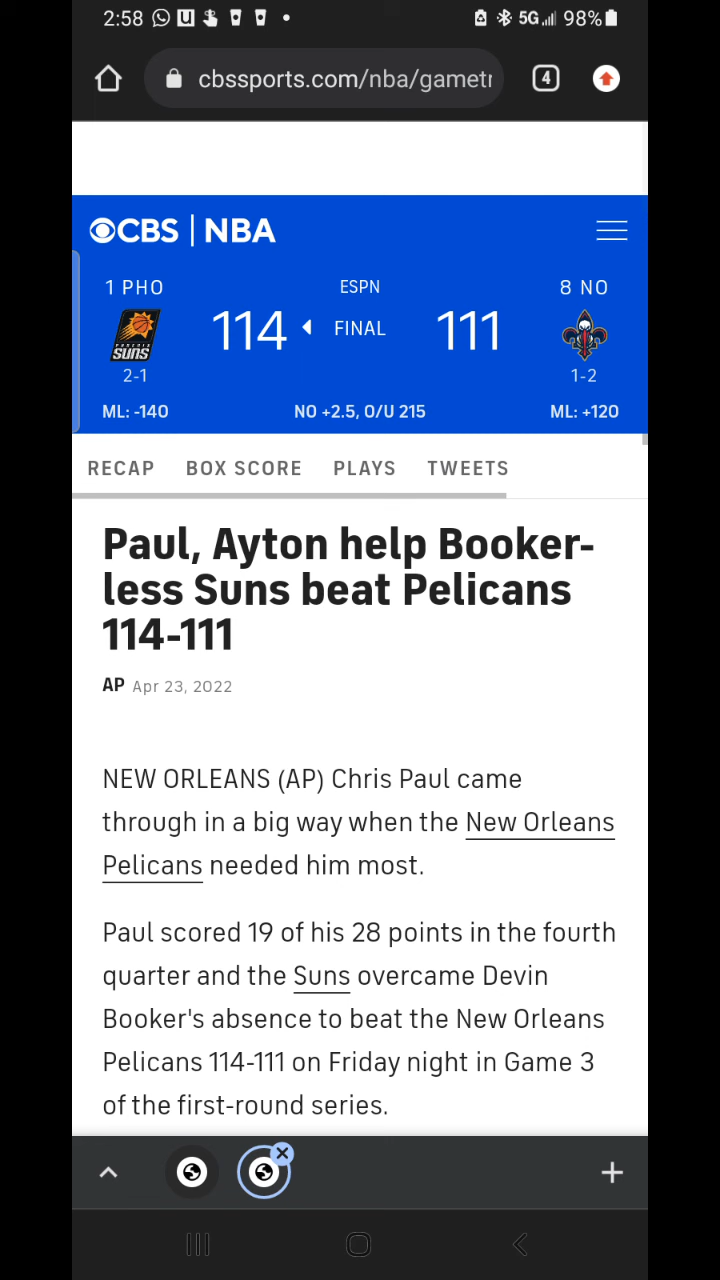 2:58 5G 98%
cbssports.com/nba/gametr 4
CBS | NBA
1 PHO ESPN 8 NO
114 FINAL 111
SUNS
2-1 1-2
ML: -140 NO +2.5, O/U 215 ML: +120
RECAP BOX SCORE PLAYS TWEETS
Paul, Ayton help Booker-
less Suns beat Pelicans
114-111
AP Apr 23, 2022
NEW ORLEANS (AP) Chris Paul came
through in a big way when the New Orleans
Pelicans needed him most.
Paul scored 19 of his 28 points in the fourth
quarter and the Suns overcame Devin
Booker's absence to beat the New Orleans
Pelicans 114-111 on Friday night in Game 3
of the first-round series.